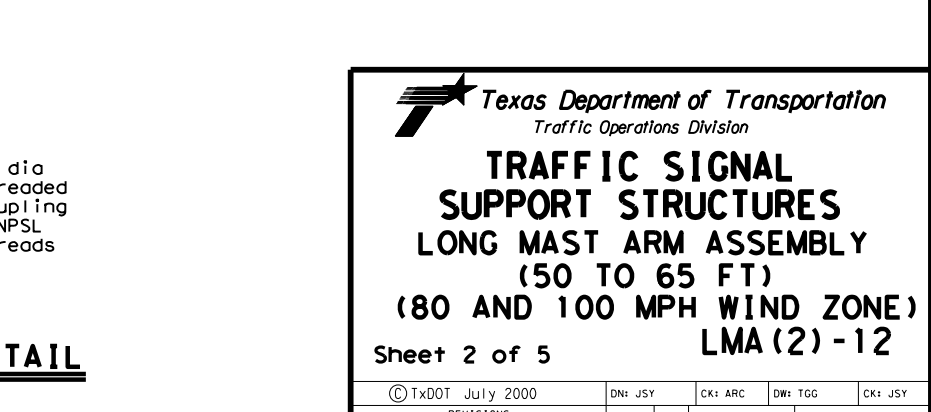 dia
readed
upling
NPSL
reads
TAIL
Texas Department of Transportation
Traffic Operations Division
TRAFFIC SIGNAL
SUPPORT STRUCTURES
LONG MAST ARM ASSEMBLY
(50 TO 65 FT)
(80 AND 100 MPH WIND ZONE)
LMA(2)-12
Sheet 2 of 5
© TxDOT July 2000 DN: JSY CK: ARC DW: TGG CK: JSY
REVISIONS